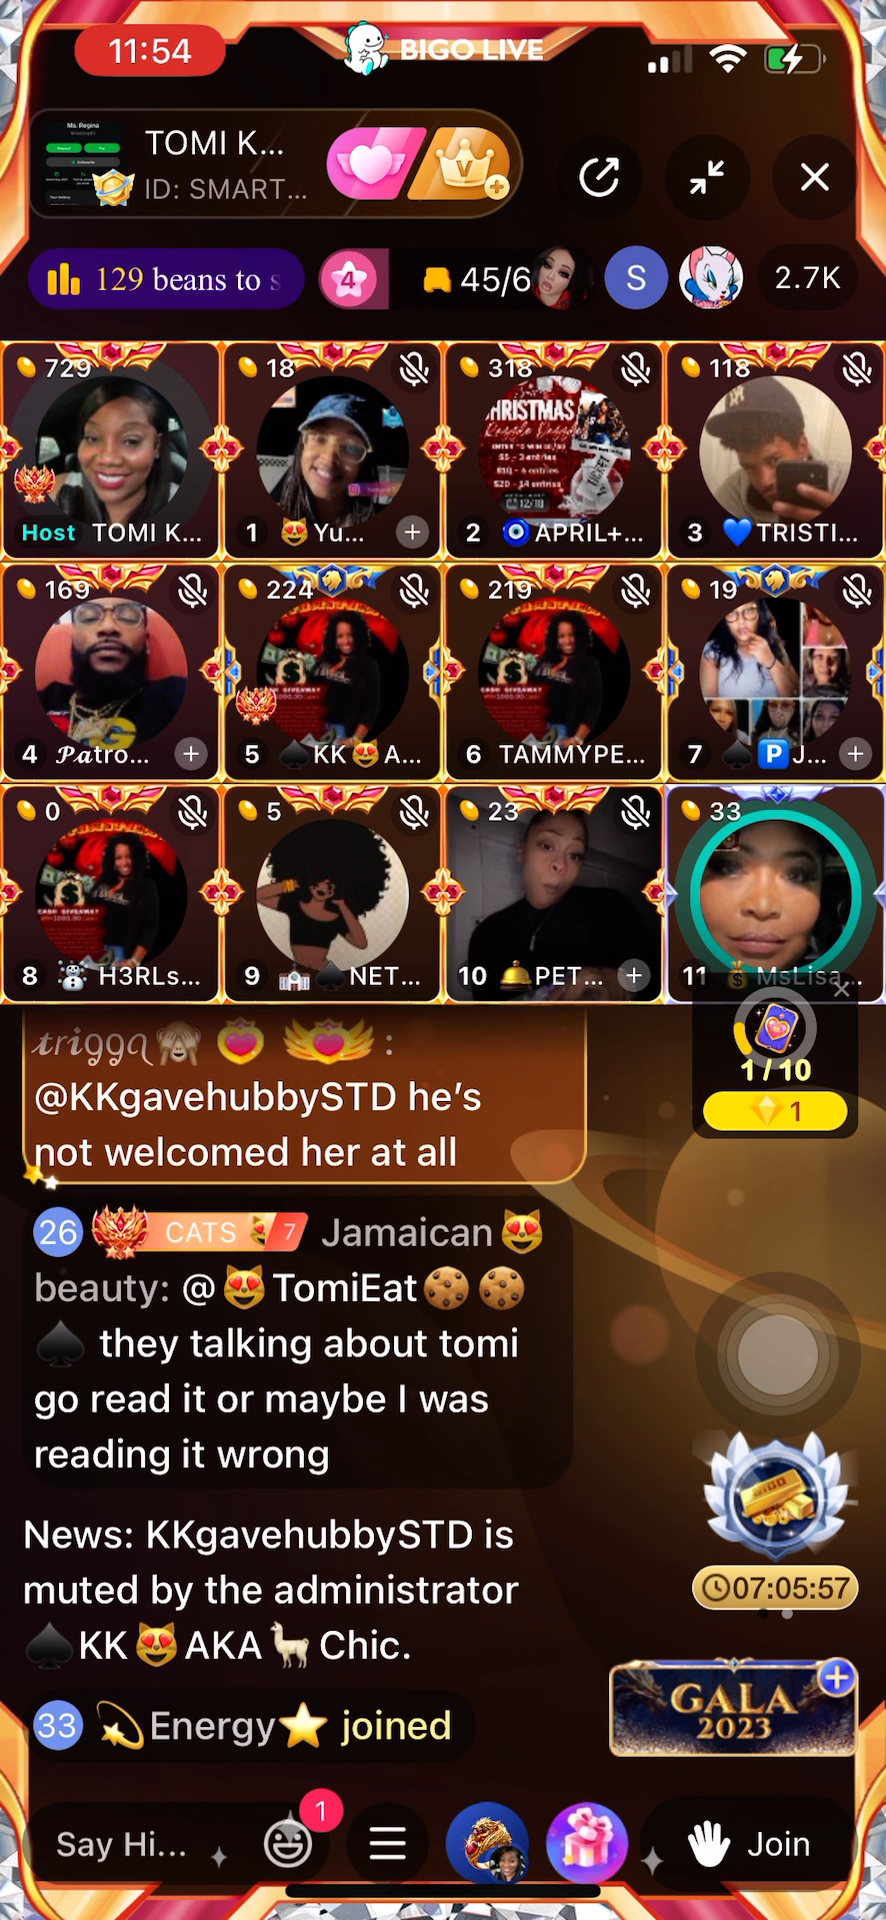 11:54
BIGO LIVE
Ms. Regina
TOMI K...
ID: SMART...
V
129 beans to s
4
45/6
S
2.7K
729
18
318
118
CHRISTMAS
Host TOMI K...
1 😻Yu...
2 🧿APRIL+...
3 💙TRISTI...
169
224
219
19
4 𝓟𝓪tro...
5 ♠️KK😻A...
6 TAMMYPE...
7 ♠️🅿️J...
0
5
23
33
8 ☃️H3RLs...
9 🏫♠️NET...
10 🛎️PET...
11 💰MsLisa...
1 / 10
1
𝓽𝓻𝓲ggą🙈 :
@KKgavehubbySTD he's
not welcomed her at all
26 CATS 😻 7 Jamaican😻
beauty: @😻TomiEat🍪🍪
♠️ they talking about tomi
go read it or maybe I was
reading it wrong
News: KKgavehubbySTD is
muted by the administrator
♠️KK😻AKA🦙Chic.
BIGO
07:05:57
GALA
2023
33 💫Energy⭐ joined
Say Hi...
1
Join